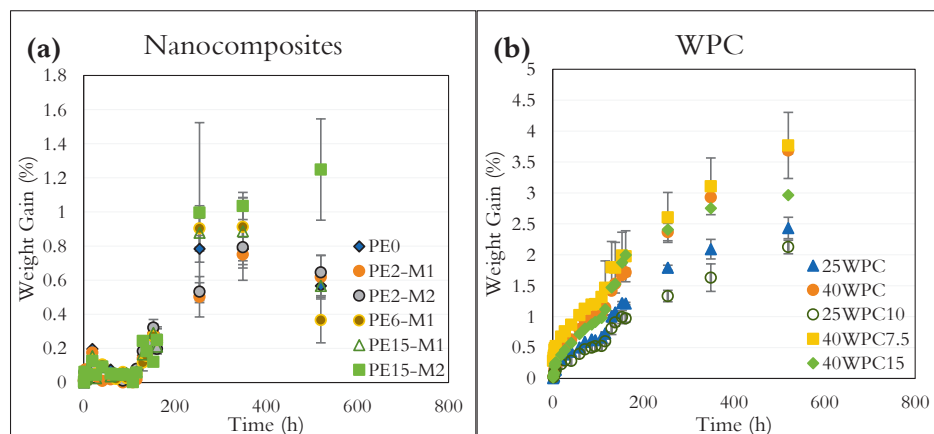 (a) Nanocomposites
Weight Gain (%)
1.8
1.6
1.4
1.2
1
0.8
0.6
0.4
0.2
0
0 200 400 600 800
Time (h)
PE0
PE2-M1
PE2-M2
PE6-M1
PE15-M1
PE15-M2
(b) WPC
Weight Gain (%)
5
4.5
4
3.5
3
2.5
2
1.5
1
0.5
0
0 200 400 600 800
Time (h)
25WPC
40WPC
25WPC10
40WPC7.5
40WPC15